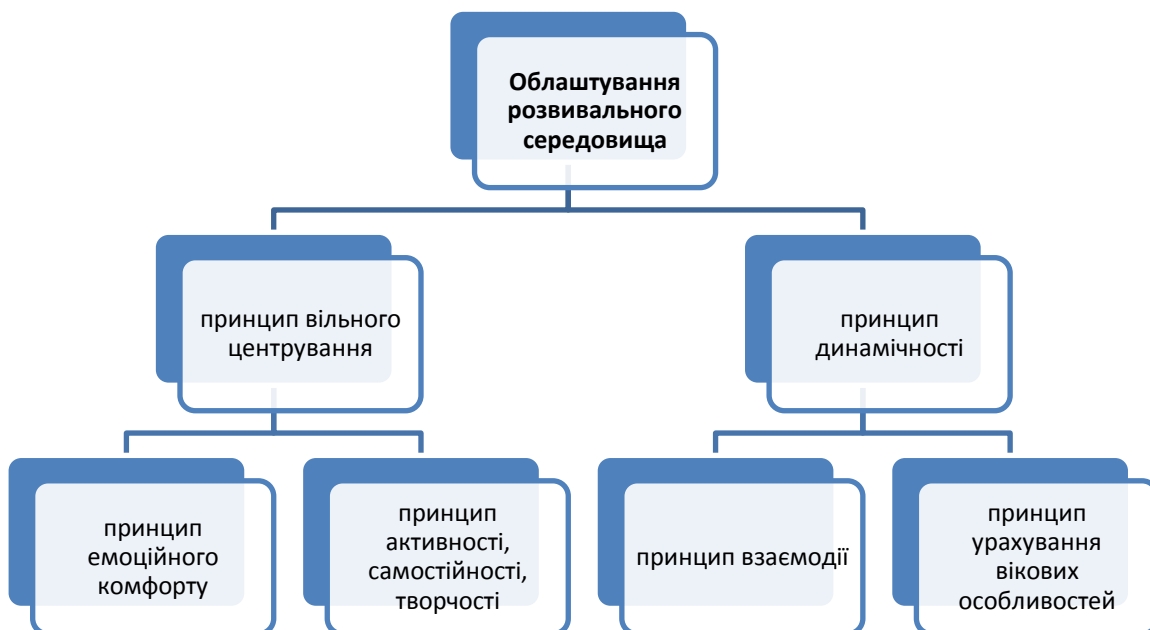 Облаштування
розвивального
середовища
принцип вільного
центрування
принцип
динамічності
принцип
емоційного
комфорту
принцип
активності,
самостійності,
творчості
принцип взаємодії
принцип
урахування
вікових
особливостей